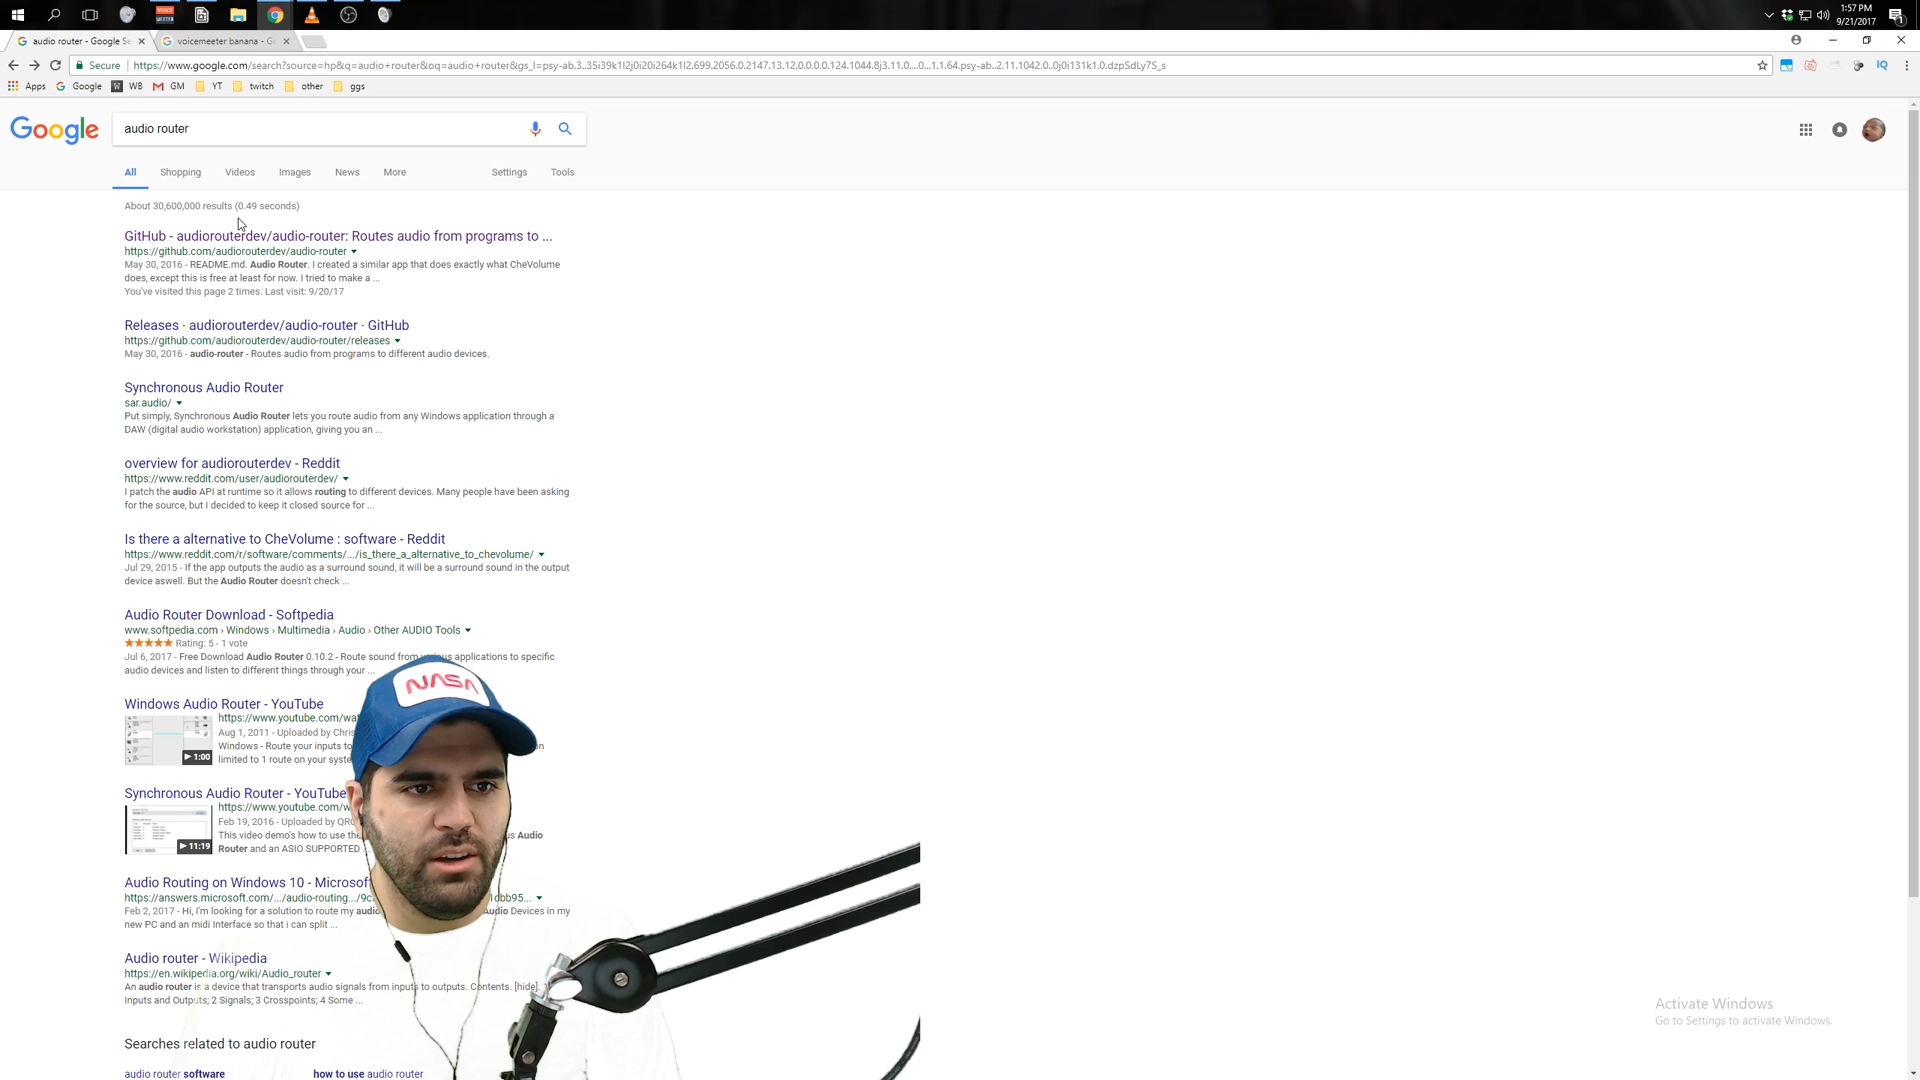 VOICE
MEETER
1:57 PM
9/21/2017
audio router - Google Se
voicemeeter banana - G
Secure
https://www.google.com/search?source=hp&q=audio+router&oq=audio+router&gs_l=psy-ab.3..35i39k1l2j0i20i264k1l2.699.2056.0.2147.13.12.0.0.0.0.124.1044.8j3.11.0....0...1.1.64.psy-ab..2.11.1042.0..0j0i131k1.0.dzpSdLy7S_s
Apps Google WB GM YT twitch other ggs
Google
audio router
All Shopping Videos Images News More Settings Tools
About 30,600,000 results (0.49 seconds)
GitHub - audiorouterdev/audio-router: Routes audio from programs to ...
https://github.com/audiorouterdev/audio-router
May 30, 2016 - README.md. Audio Router. I created a similar app that does exactly what CheVolume
does, except this is free at least for now. I tried to make a ...
You've visited this page 2 times. Last visit: 9/20/17
Releases · audiorouterdev/audio-router · GitHub
https://github.com/audiorouterdev/audio-router/releases
May 30, 2016 - audio-router - Routes audio from programs to different audio devices.
Synchronous Audio Router
sar.audio/
Put simply, Synchronous Audio Router lets you route audio from any Windows application through a
DAW (digital audio workstation) application, giving you an ...
overview for audiorouterdev - Reddit
https://www.reddit.com/user/audiorouterdev/
I patch the audio API at runtime so it allows routing to different devices. Many people have been asking
for the source, but I decided to keep it closed source for ...
Is there a alternative to CheVolume : software - Reddit
https://www.reddit.com/r/software/comments/.../is_there_a_alternative_to_chevolume/
Jul 29, 2015 - If the app outputs the audio as a surround sound, it will be a surround sound in the output
device aswell. But the Audio Router doesn't check ...
Audio Router Download - Softpedia
www.softpedia.com › Windows › Multimedia › Audio › Other AUDIO Tools
Rating: 5 - 1 vote
Jul 6, 2017 - Free Download Audio Router 0.10.2 - Route sound from various applications to specific
audio devices and listen to different things through your ...
NASA
Windows Audio Router - YouTube
https://www.youtube.com/wat
Aug 1, 2011 - Uploaded by Chris
Windows - Route your inputs to
limited to 1 route on your syste
1:00
Synchronous Audio Router - YouTube
https://www.youtube.com/w
Feb 19, 2016 - Uploaded by QRC
This video demo's how to use the us Audio
Router and an ASIO SUPPORTED
11:19
Audio Routing on Windows 10 - Microsof
https://answers.microsoft.com/.../audio-routing.../9c 1dbb95...
Feb 2, 2017 - Hi, I'm looking for a solution to route my audio Audio Devices in my
new PC and an midi Interface so that i can split ...
Audio router - Wikipedia
https://en.wikipedia.org/wiki/Audio_router
An audio router is a device that transports audio signals from inputs to outputs. Contents. [hide].
Inputs and Outputs; 2 Signals; 3 Crosspoints; 4 Some ...
Activate Windows
Go to Settings to activate Windows.
Searches related to audio router
audio router software how to use audio router